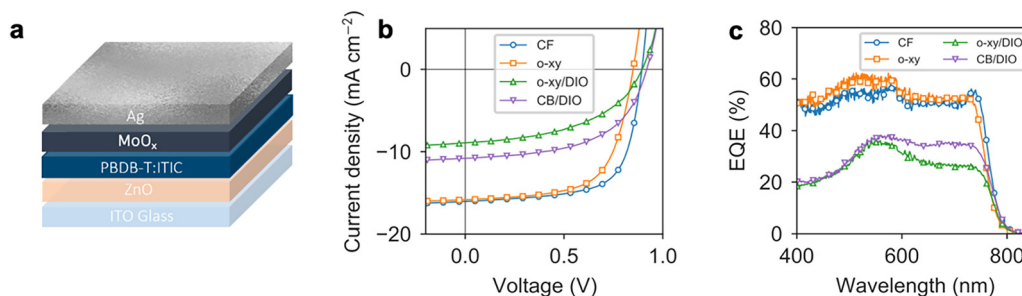 a
Ag
MoOₓ
PBDB-T:ITIC
ZnO
ITO Glass
b
Current density (mA cm⁻²)
0
−10
−20
0.0
0.5
1.0
Voltage (V)
CF
o-xy
o-xy/DIO
CB/DIO
c
EQE (%)
80
60
40
20
0
400
600
800
Wavelength (nm)
CF
o-xy
o-xy/DIO
CB/DIO